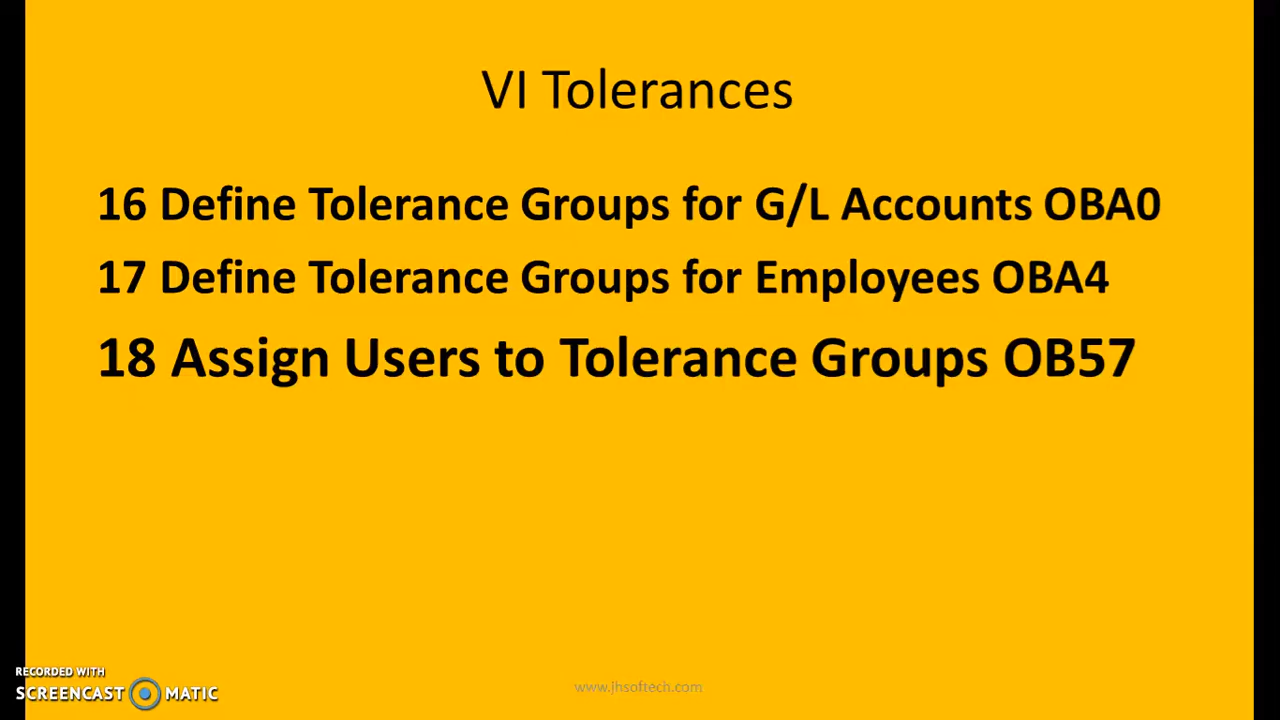 VI Tolerances
16 Define Tolerance Groups for G/L Accounts OBA0
17 Define Tolerance Groups for Employees OBA4
18 Assign Users to Tolerance Groups OB57
RECORDED WITH
SCREENCAST MATIC
www.jhsoftech.com